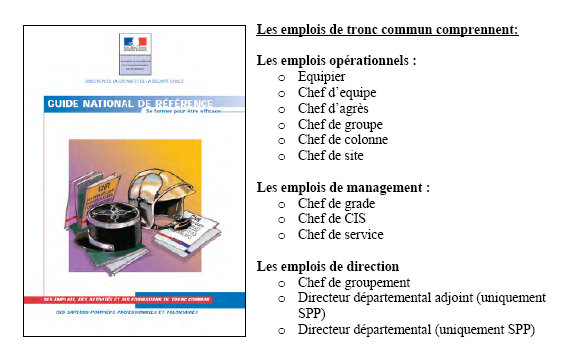 DIRECTION DE LA DÉFENSE ET DE LA SÉCURITÉ CIVILES
GUIDE NATIONAL DE RÉFÉRENCE
Se former pour être efficace
GNR
DES EMPLOIS, DES ACTIVITÉS ET DES FORMATIONS DE TRONC COMMUN
DES SAPEURS-POMPIERS PROFESSIONNELS ET VOLONTAIRES
Les emplois de tronc commun comprennent:
Les emplois opérationnels :
o Equipier
o Chef d’equipe
o Chef d’agrès
o Chef de groupe
o Chef de colonne
o Chef de site
Les emplois de management :
o Chef de grade
o Chef de CIS
o Chef de service
Les emplois de direction
o Chef de groupement
o Directeur départemental adjoint (uniquement
SPP)
o Directeur départemental (uniquement SPP)